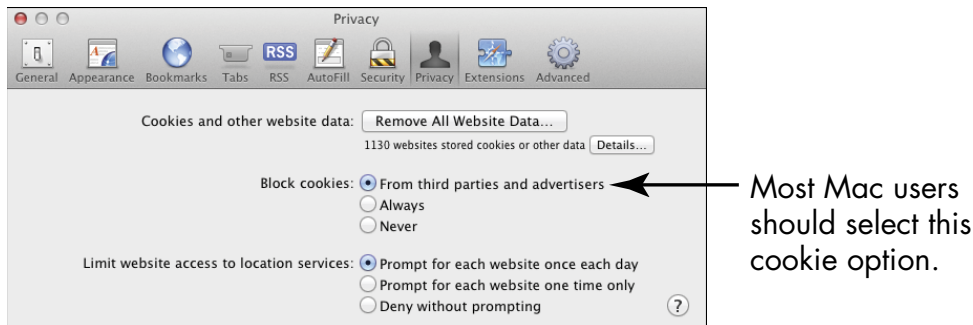 Privacy
General Appearance Bookmarks Tabs RSS RSS AutoFill Security Privacy Extensions Advanced
Cookies and other website data: Remove All Website Data...
1130 websites stored cookies or other data Details...
Block cookies: From third parties and advertisers
Always
Never
Limit website access to location services: Prompt for each website once each day
Prompt for each website one time only
Deny without prompting ?
Most Mac users
should select this
cookie option.